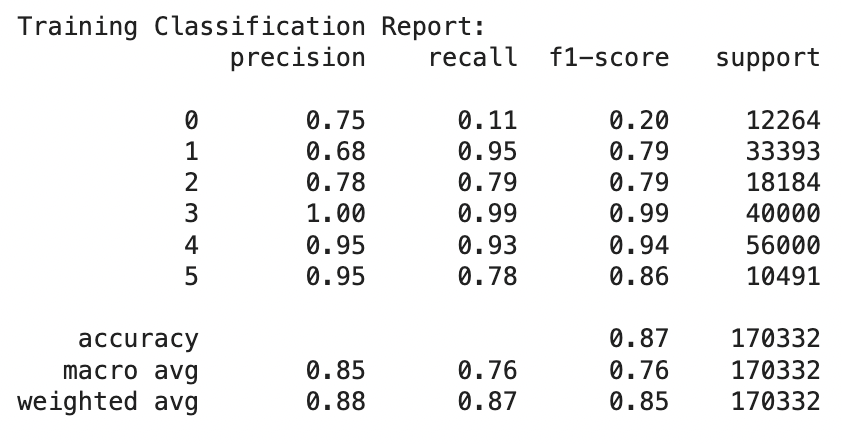 Training Classification Report:
precision recall f1-score support
0 0.75 0.11 0.20 12264
1 0.68 0.95 0.79 33393
2 0.78 0.79 0.79 18184
3 1.00 0.99 0.99 40000
4 0.95 0.93 0.94 56000
5 0.95 0.78 0.86 10491
accuracy 0.87 170332
macro avg 0.85 0.76 0.76 170332
weighted avg 0.88 0.87 0.85 170332